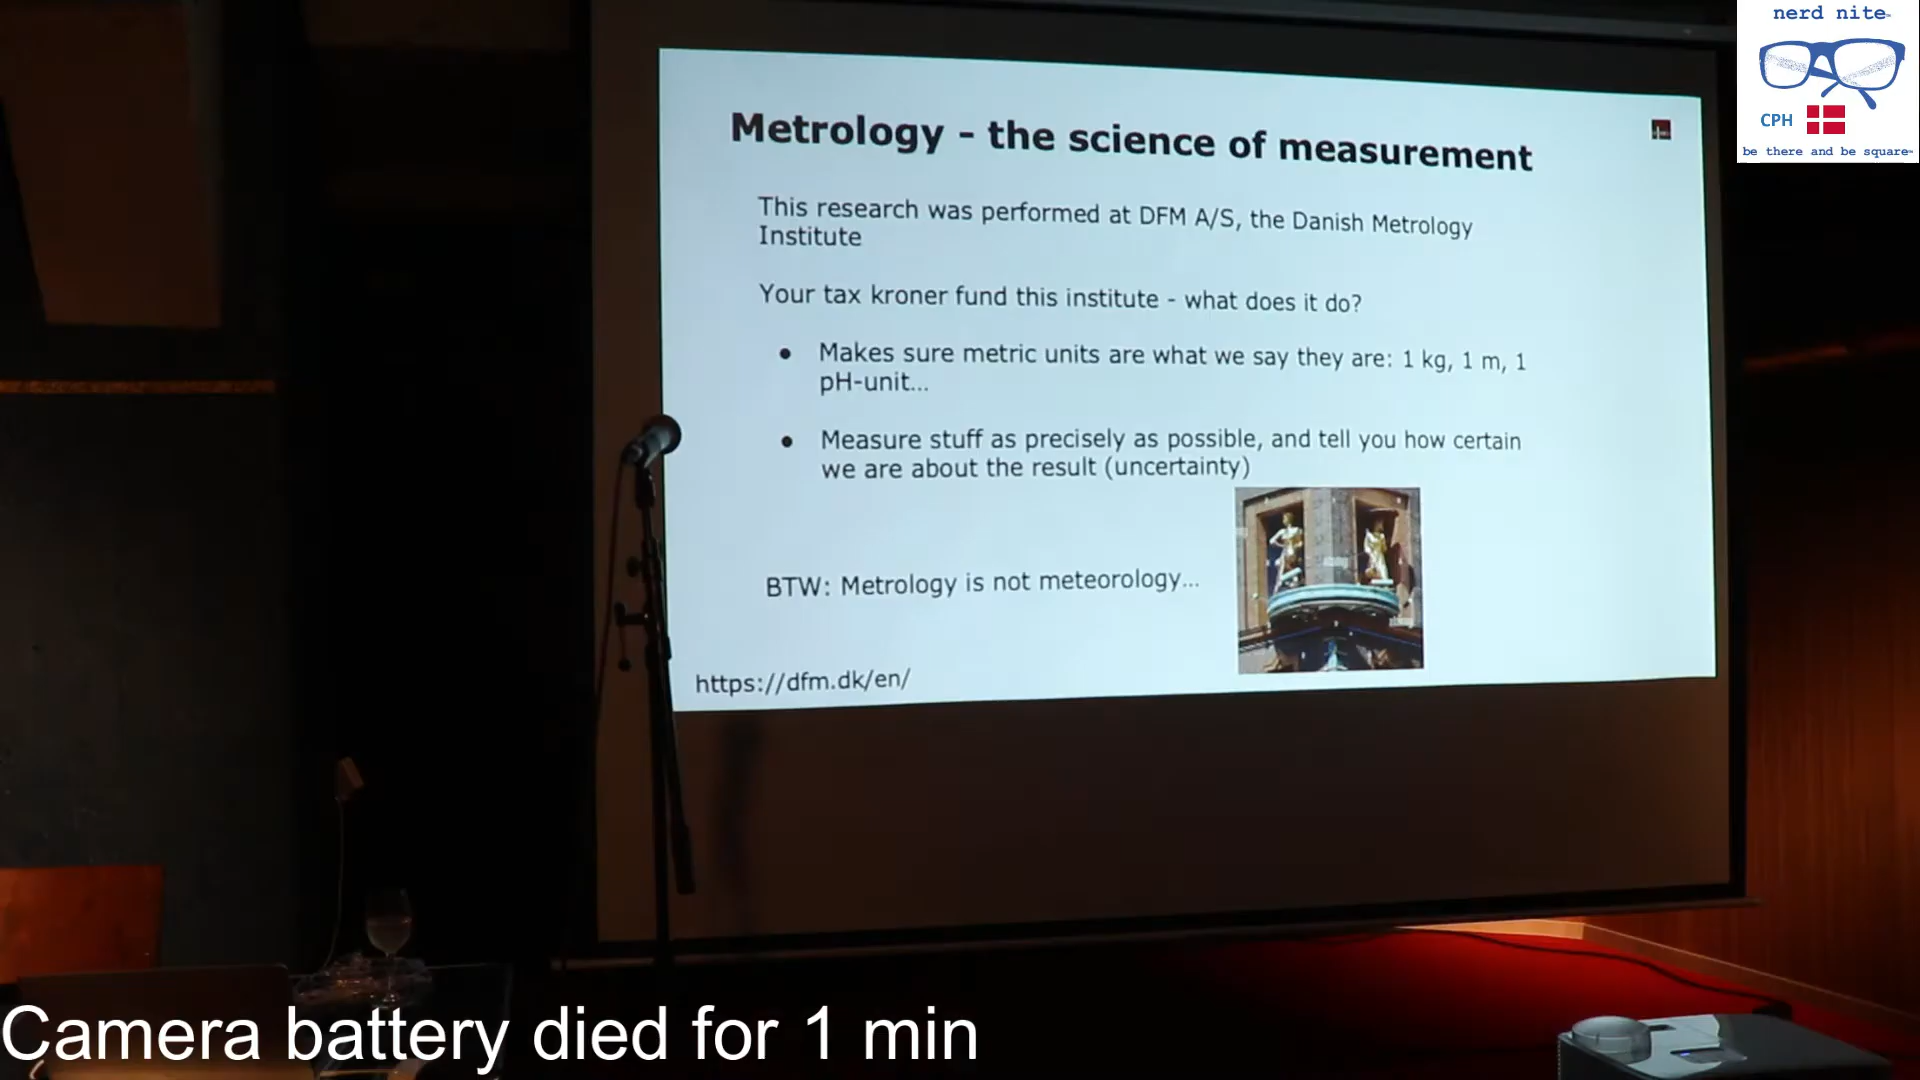 nerd nite
CPH
be there and be square
Metrology - the science of measurement
This research was performed at DFM A/S, the Danish Metrology
Institute
Your tax kroner fund this institute - what does it do?
● Makes sure metric units are what we say they are: 1 kg, 1 m, 1
pH-unit...
● Measure stuff as precisely as possible, and tell you how certain
we are about the result (uncertainty)
BTW: Metrology is not meteorology...
https://dfm.dk/en/
Camera battery died for 1 min